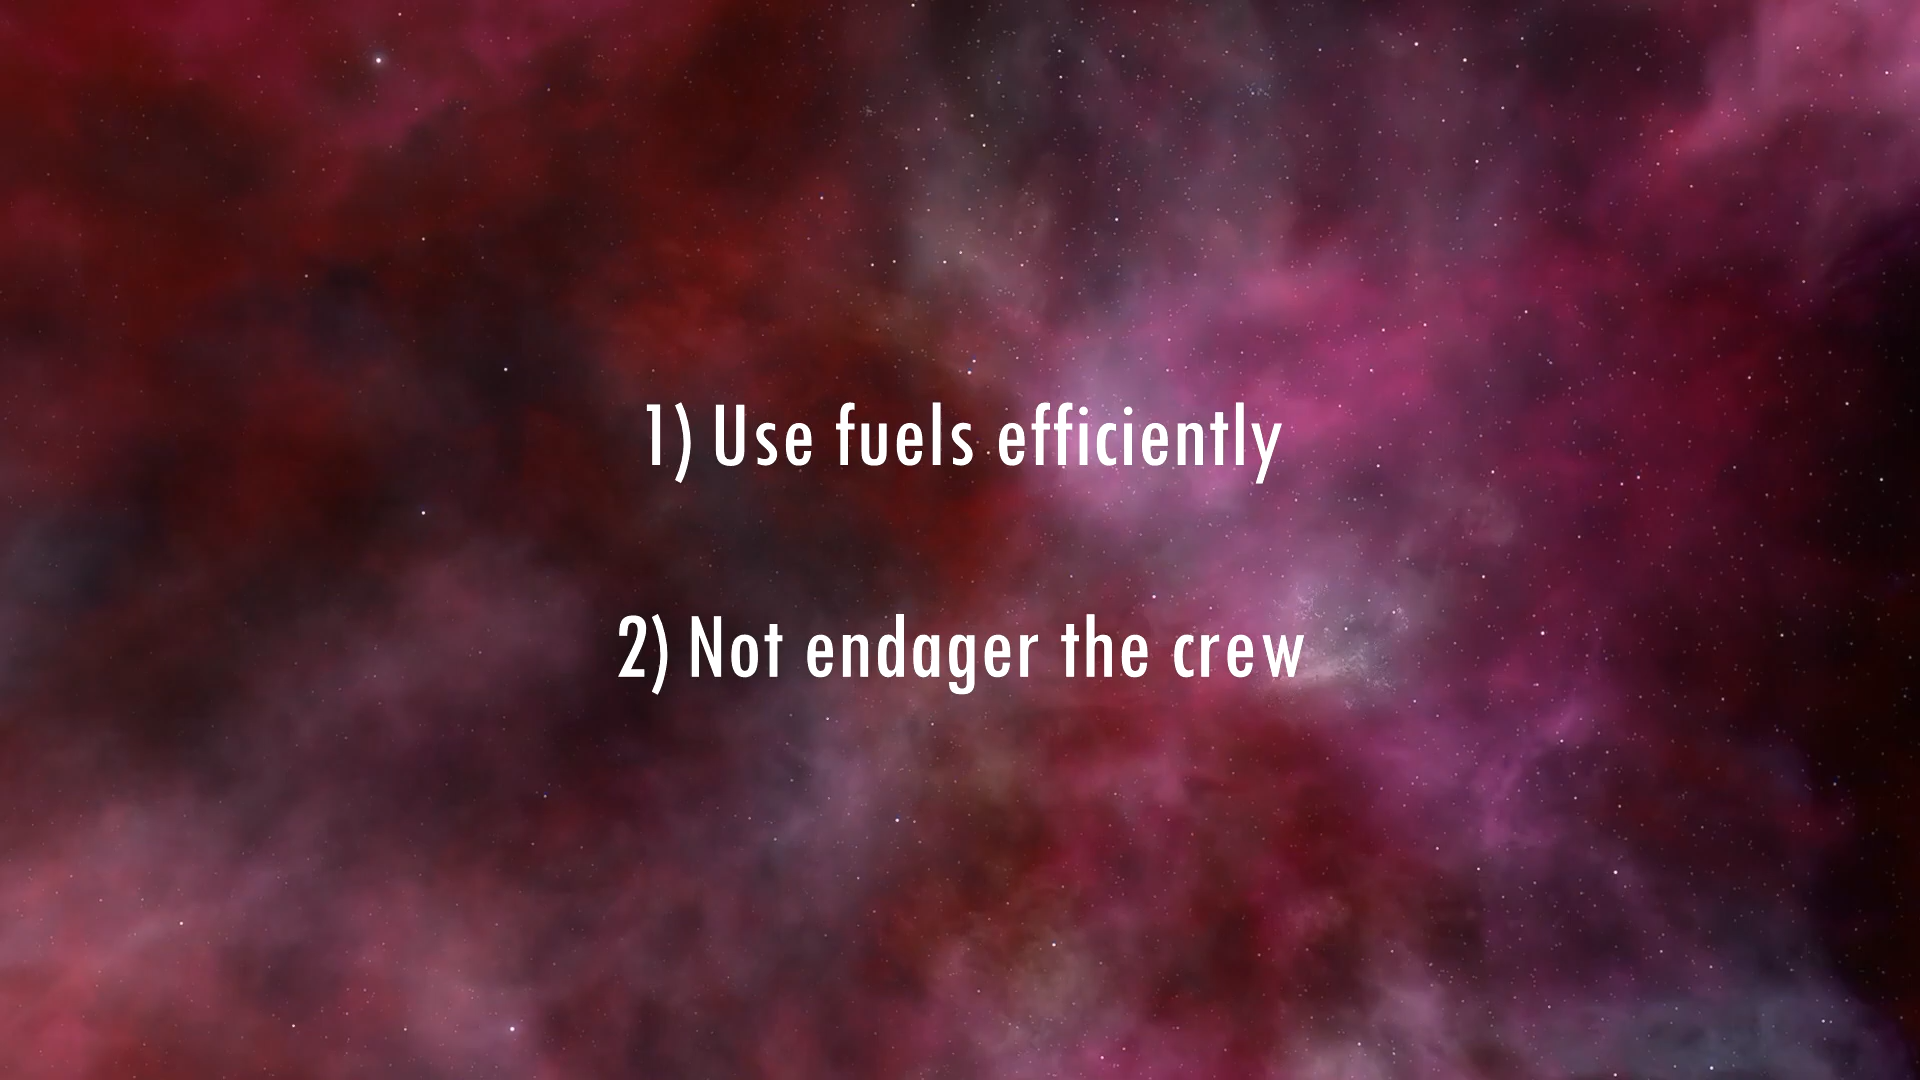 1) Use fuels efficiently
2) Not endager the crew